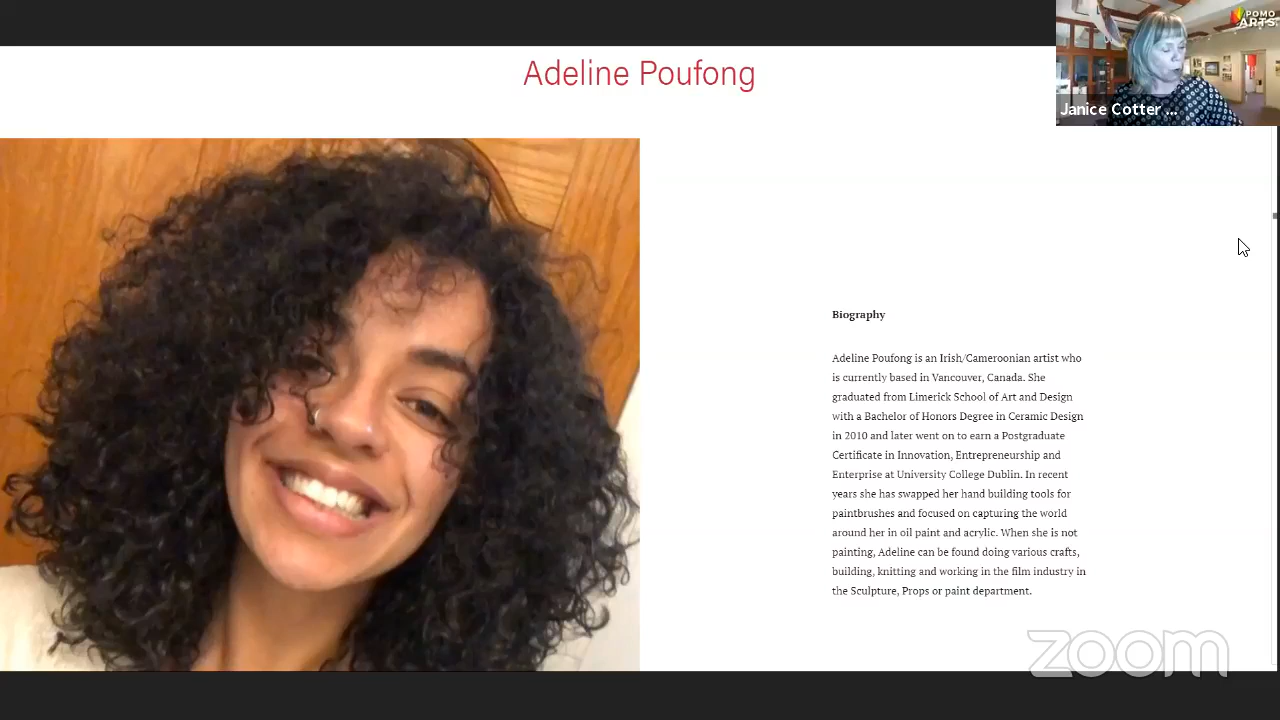 Adeline Poufong
POMO
ARTS
Janice Cotter ...
Biography
Adeline Poufong is an Irish/Cameroonian artist who
is currently based in Vancouver, Canada. She
graduated from Limerick School of Art and Design
with a Bachelor of Honors Degree in Ceramic Design
in 2010 and later went on to earn a Postgraduate
Certificate in Innovation, Entrepreneurship and
Enterprise at University College Dublin. In recent
years she has swapped her hand building tools for
paintbrushes and focused on capturing the world
around her in oil paint and acrylic. When she is not
painting, Adeline can be found doing various crafts,
building, knitting and working in the film industry in
the Sculpture, Props or paint department.
zoom